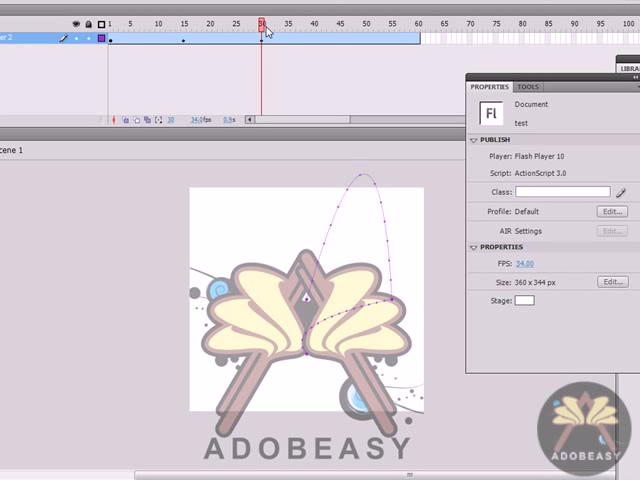 1 5 10 15 20 25 30 35 40 45 50 55 60 65 70 75 80 85 90 95 100
er 2
30 34.0fps 0.9s
LIBRAR
PROPERTIES TOOLS
Fl
Document
test
cene 1
PUBLISH
Player: Flash Player 10
Script: ActionScript 3.0
Class:
Profile: Default Edit...
AIR Settings Edit...
PROPERTIES
FPS: 34.00
Size: 360 x 344 px Edit...
Stage:
ADOBEASY
ADOBEASY